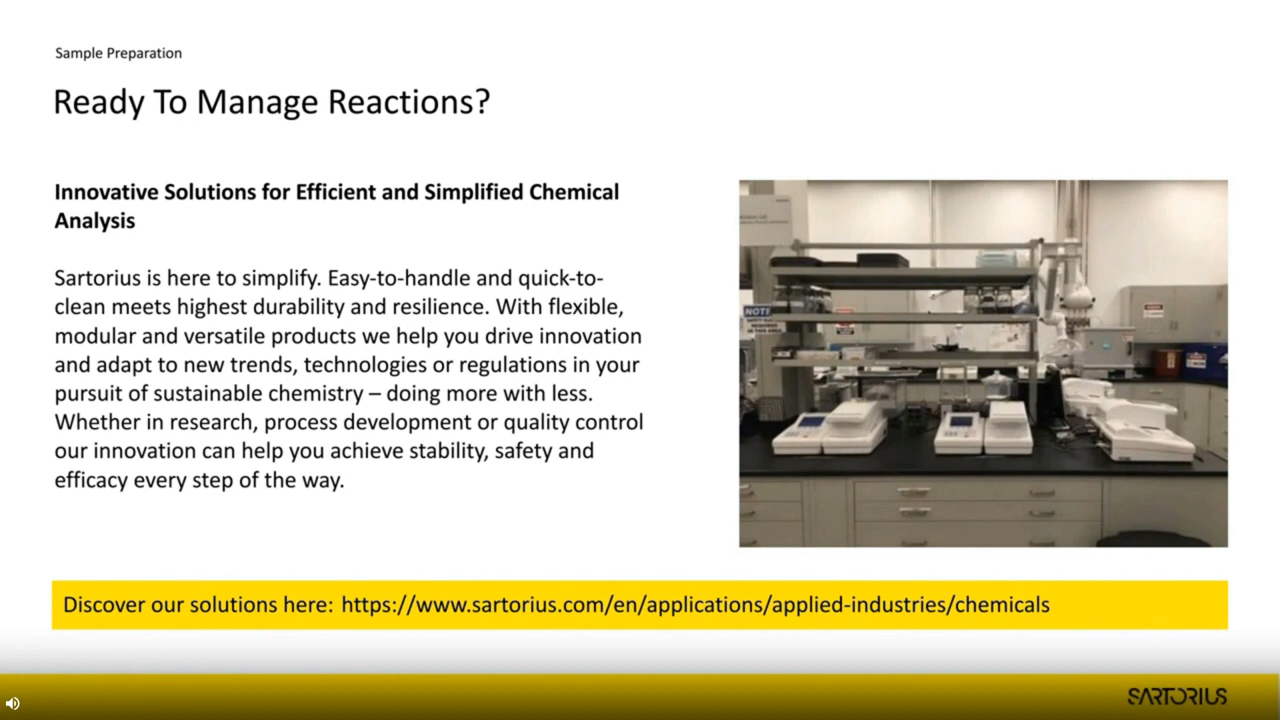 Sample Preparation
Ready To Manage Reactions?
Innovative Solutions for Efficient and Simplified Chemical
Analysis
Sartorius is here to simplify. Easy-to-handle and quick-to-
clean meets highest durability and resilience. With flexible,
modular and versatile products we help you drive innovation
and adapt to new trends, technologies or regulations in your
pursuit of sustainable chemistry – doing more with less.
Whether in research, process development or quality control
our innovation can help you achieve stability, safety and
efficacy every step of the way.
Discover our solutions here: https://www.sartorius.com/en/applications/applied-industries/chemicals
SARTORIUS